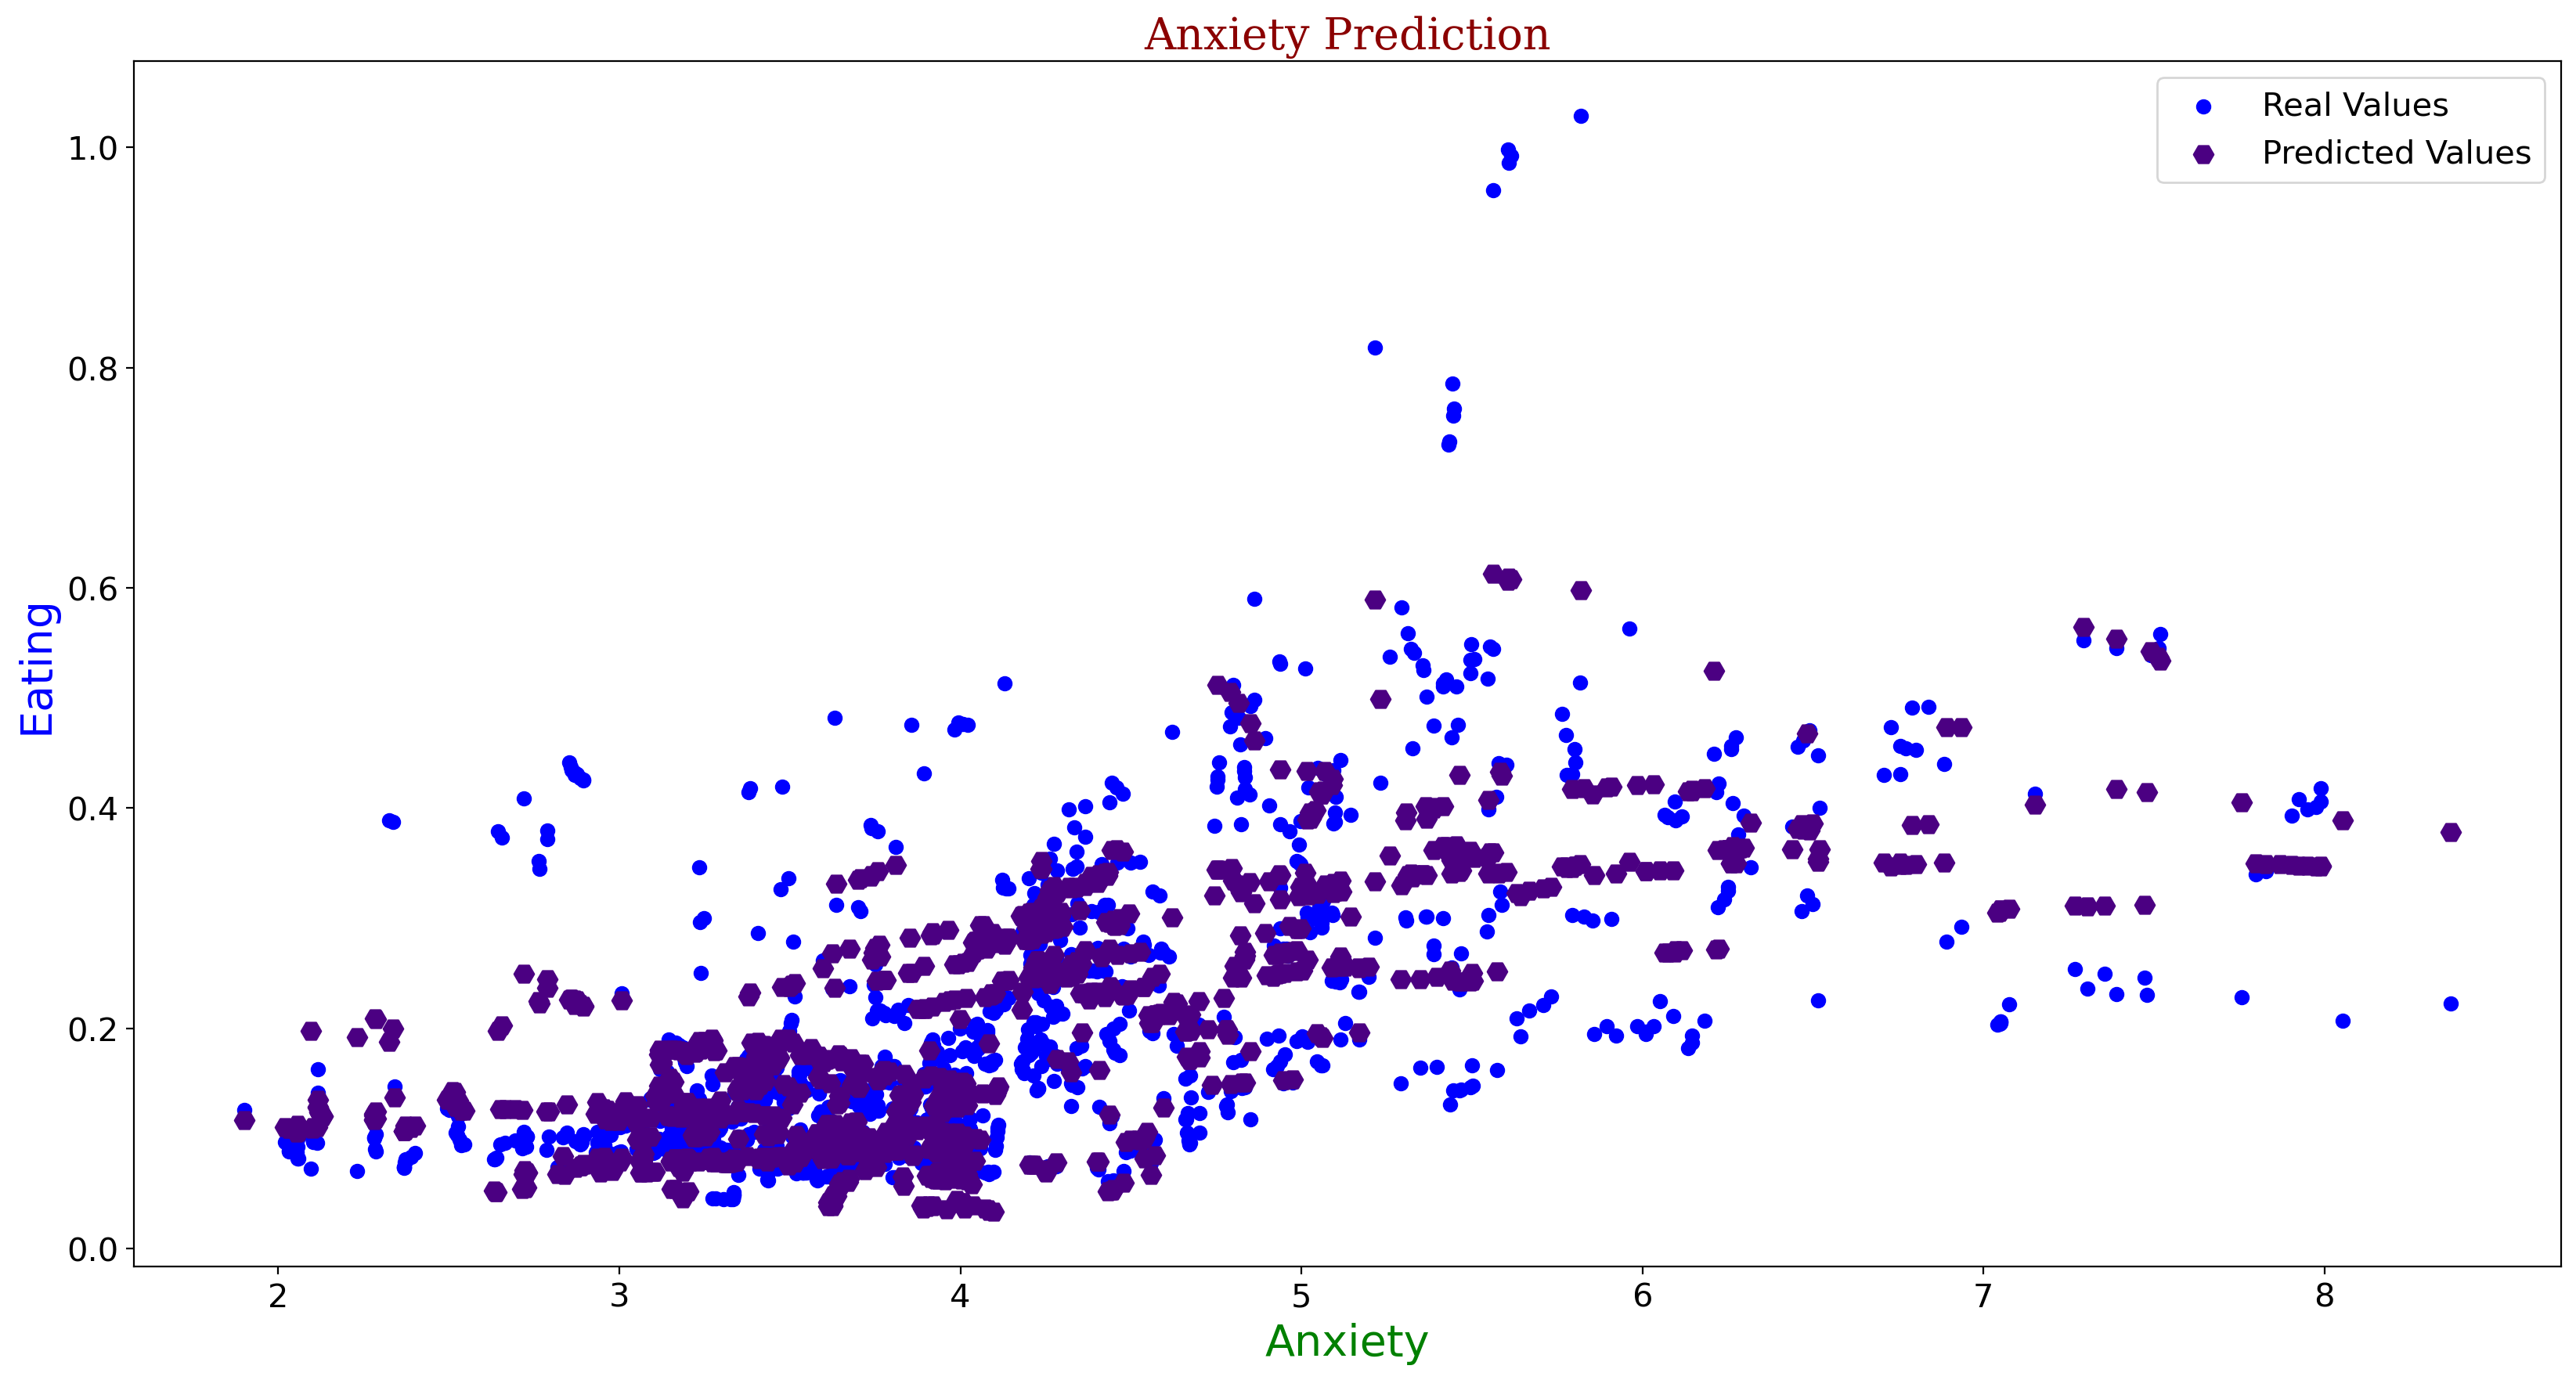 Anxiety Prediction
Real Values
Predicted Values
Eating
1.0
0.8
0.6
0.4
0.2
0.0
2 3 4 5 6 7 8
Anxiety